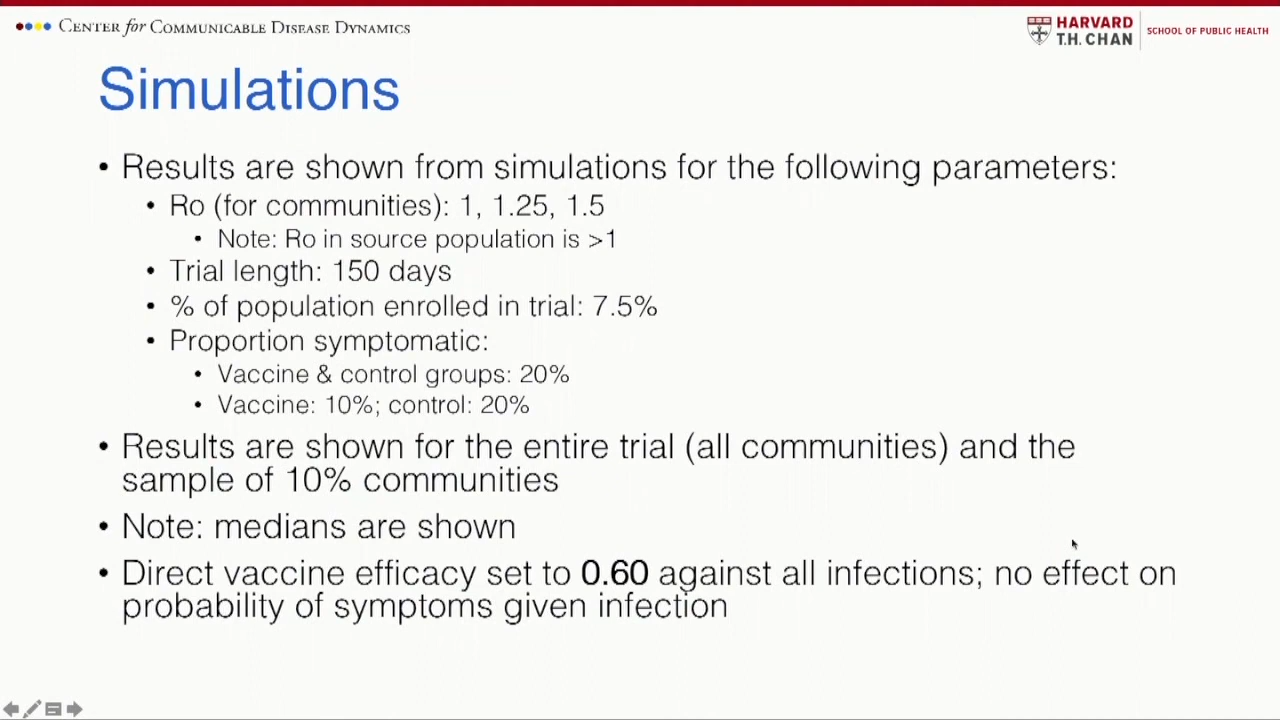 CENTER for COMMUNICABLE DISEASE DYNAMICS
HARVARD
T.H. CHAN
SCHOOL OF PUBLIC HEALTH
Simulations
• Results are shown from simulations for the following parameters:
• Ro (for communities): 1, 1.25, 1.5
• Note: Ro in source population is >1
• Trial length: 150 days
• % of population enrolled in trial: 7.5%
• Proportion symptomatic:
• Vaccine & control groups: 20%
• Vaccine: 10%; control: 20%
• Results are shown for the entire trial (all communities) and the
sample of 10% communities
• Note: medians are shown
• Direct vaccine efficacy set to 0.60 against all infections; no effect on
probability of symptoms given infection